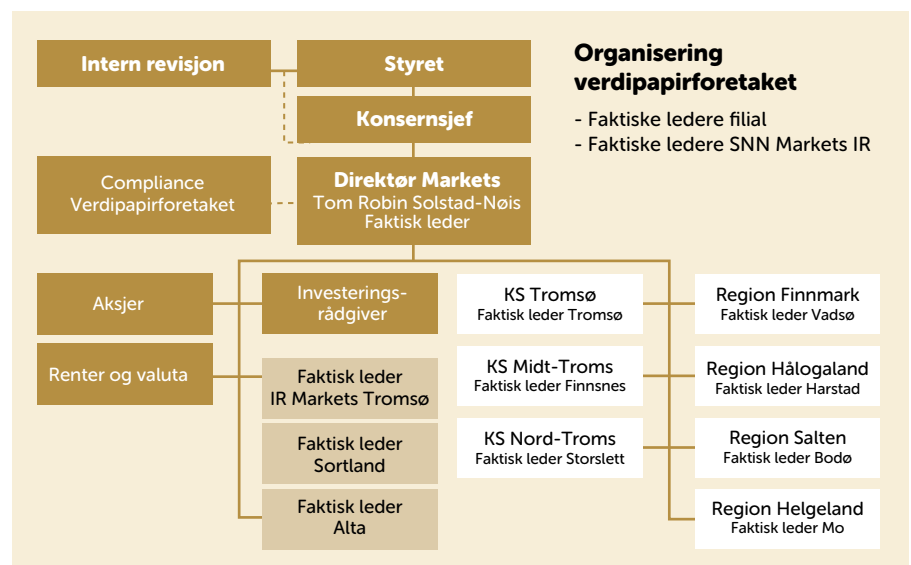 Intern revisjon
Styret
Konsernsjef
Organisering
verdipapirforetaket
- Faktiske ledere filial
- Faktiske ledere SNN Markets IR
Compliance
Verdipapirforetaket
Direktør Markets
Tom Robin Solstad-Nøis
Faktisk leder
Aksjer
Investerings-
rådgiver
KS Tromsø
Faktisk leder Tromsø
Region Finnmark
Faktisk leder Vadsø
Renter og valuta
Faktisk leder
IR Markets Tromsø
KS Midt-Troms
Faktisk leder Finnsnes
Region Hålogaland
Faktisk leder Harstad
Faktisk leder
Sortland
KS Nord-Troms
Faktisk leder Storslett
Region Salten
Faktisk leder Bodø
Faktisk leder
Alta
Region Helgeland
Faktisk leder Mo